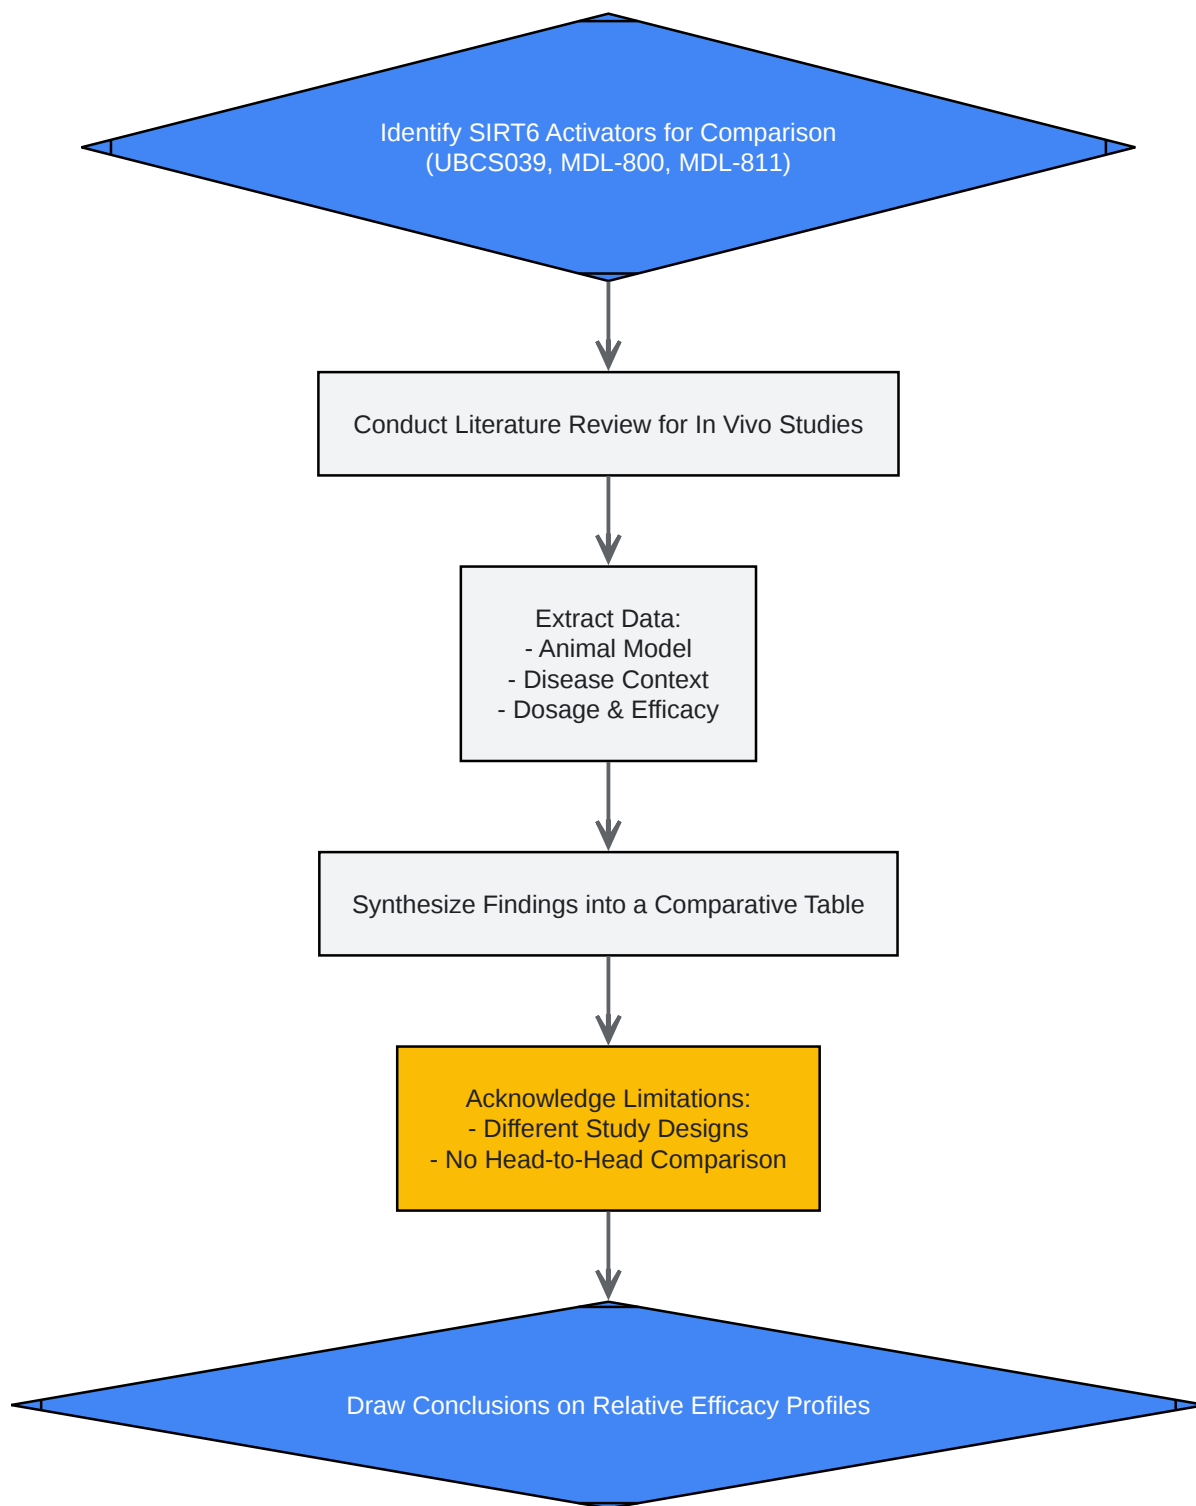 Identify SIRT6 Activators for Comparison
(UBCS039, MDL-800, MDL-811)
Conduct Literature Review for In Vivo Studies
Extract Data:
- Animal Model
- Disease Context
- Dosage & Efficacy
Synthesize Findings into a Comparative Table
Acknowledge Limitations:
- Different Study Designs
- No Head-to-Head Comparison
Draw Conclusions on Relative Efficacy Profiles